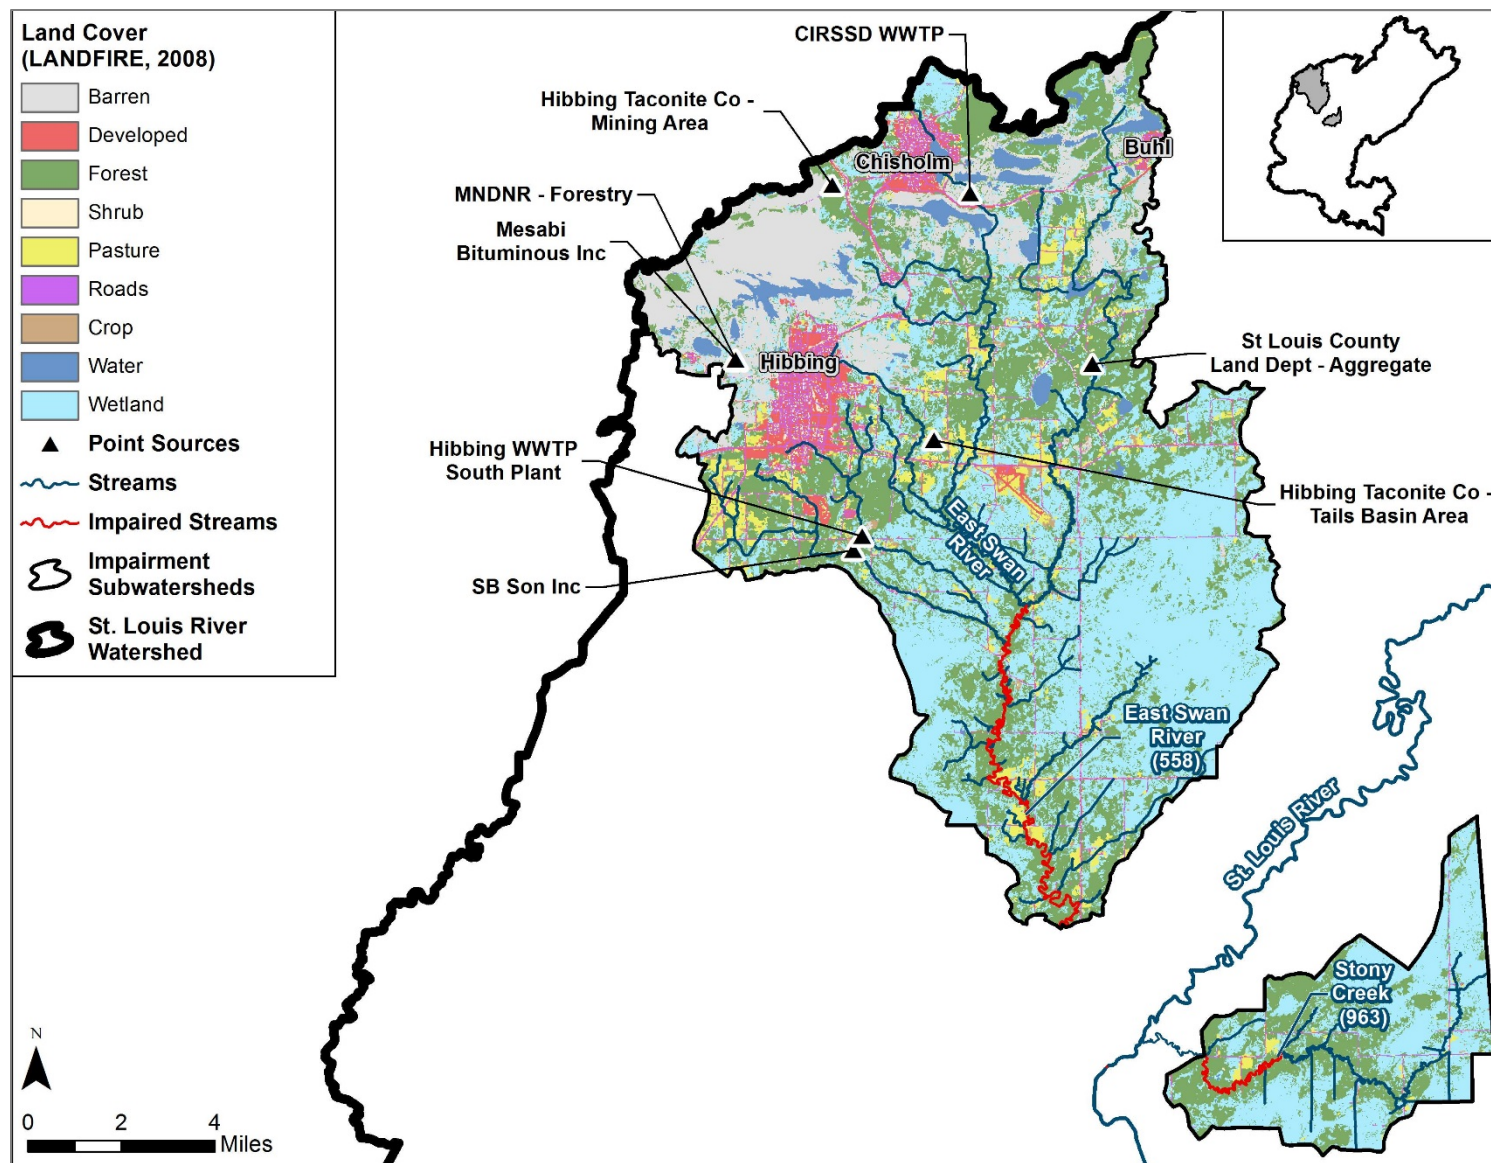 Land Cover
(LANDFIRE, 2008)
Barren
Developed
Forest
Shrub
Pasture
Roads
Crop
Water
Wetland
Point Sources
Streams
Impaired Streams
Impairment
Subwatersheds
St. Louis River
Watershed
CIRSSD WWTP
Hibbing Taconite Co -
Mining Area
MNDNR - Forestry
Mesabi
Bituminous Inc
Chisholm
Buhl
Hibbing
St Louis County
Land Dept - Aggregate
Hibbing WWTP
South Plant
Hibbing Taconite Co -
Tails Basin Area
SB Son Inc
East Swan
River
East Swan
River
(558)
St. Louis River
Stony
Creek
(963)
N
0 2 4
Miles